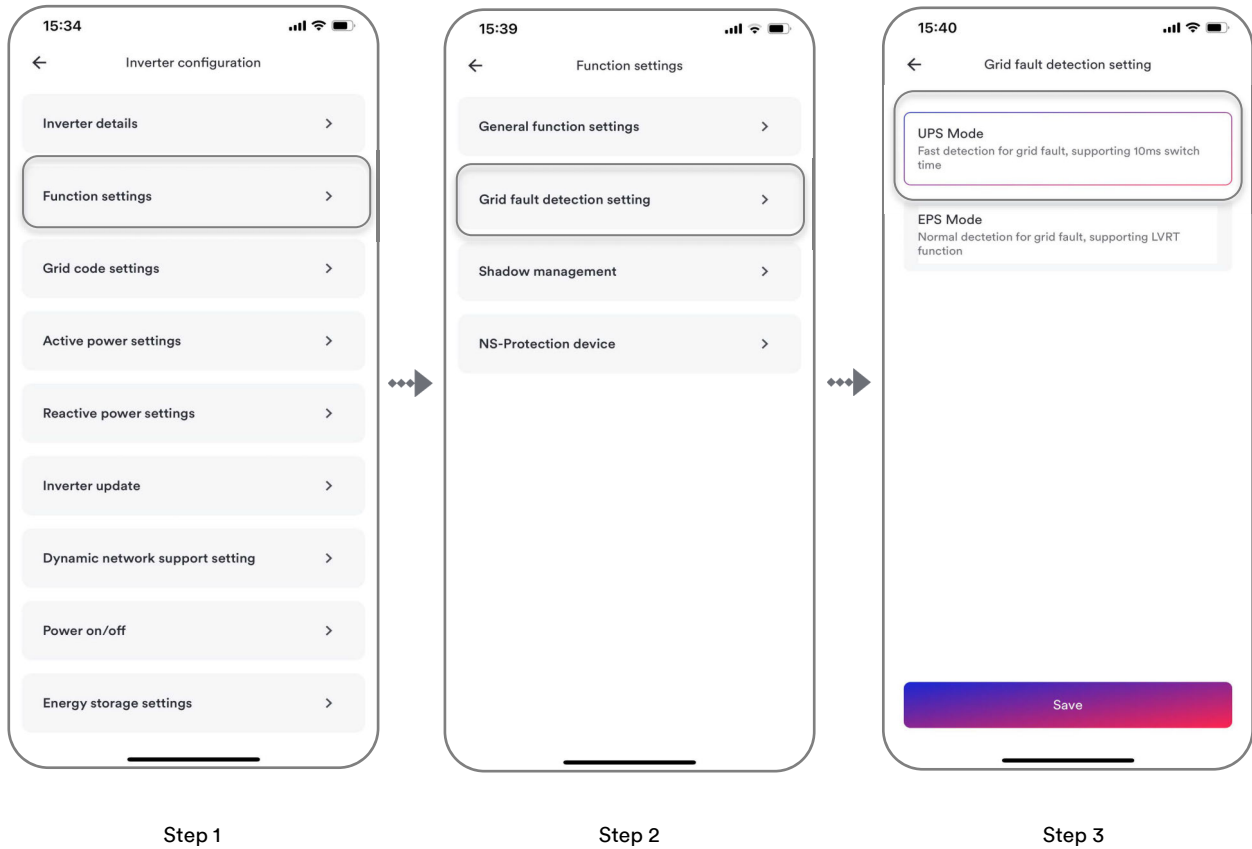 15:34
Inverter configuration
Inverter details
Function settings
Grid code settings
Active power settings
Reactive power settings
Inverter update
Dynamic network support setting
Power on/off
Energy storage settings
Step 1
15:39
Function settings
General function settings
Grid fault detection setting
Shadow management
NS-Protection device
Step 2
15:40
Grid fault detection setting
UPS Mode
Fast detection for grid fault, supporting 10ms switch
time
EPS Mode
Normal dectetion for grid fault, supporting LVRT
function
Save
Step 3